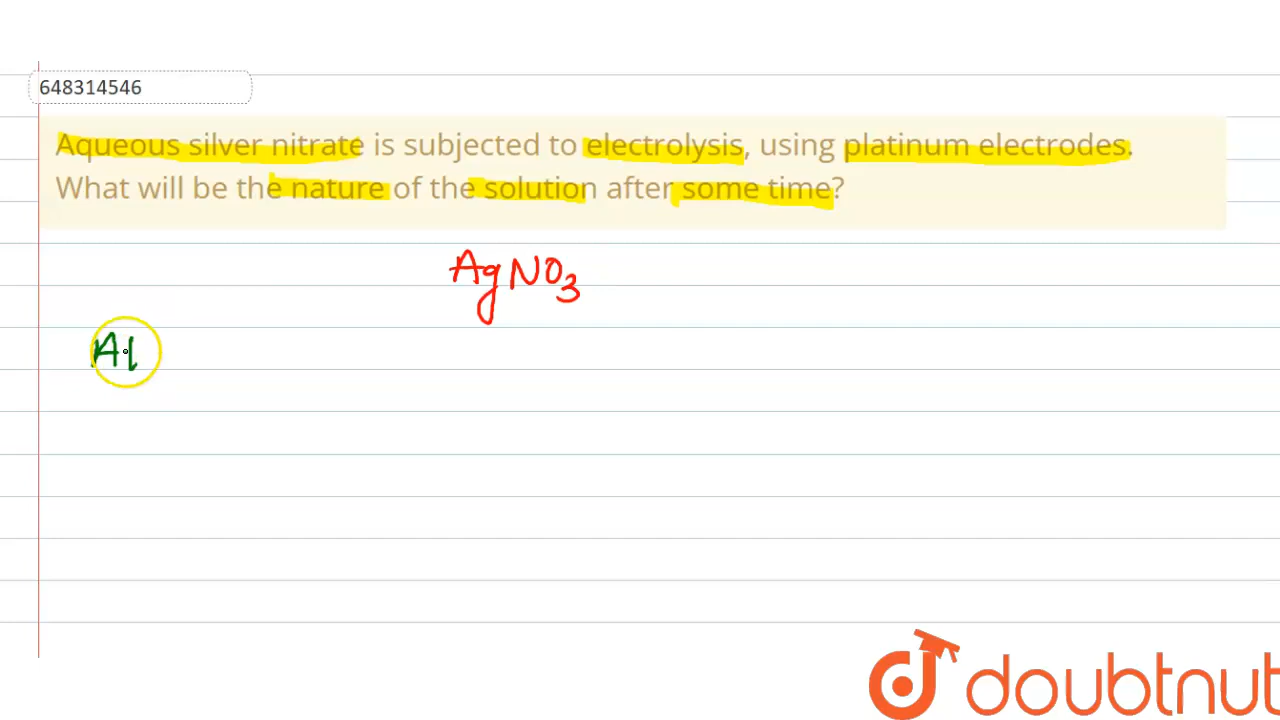 648314546
Aqueous silver nitrate is subjected to electrolysis, using platinum electrodes.
What will be the nature of the solution after some time?
AgNO3
doubtnut